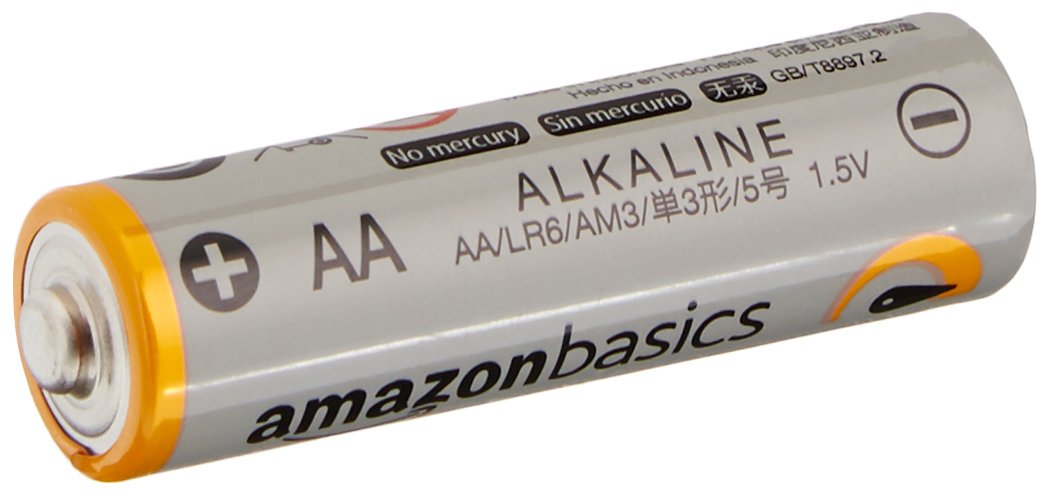 Hecho en Indonesia 印度尼西亚制造
No mercury Sin mercurio 无汞 GB/T8897.2
ALKALINE
AA
AA/LR6/AM3/単3形/5号 1.5V
amazonbasics